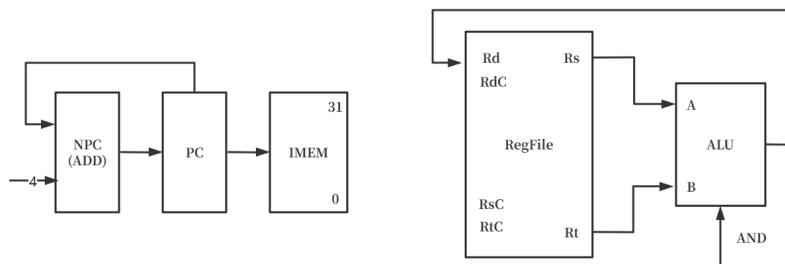 NPC
(ADD)
4
PC
31
IMEM
0
Rd
RdC
Rs
RegFile
RsC
RtC
Rt
A
ALU
B
AND